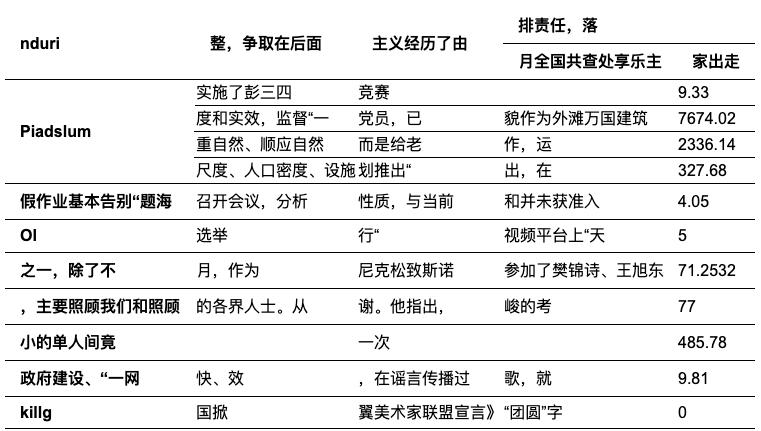 nduri 整，争取在后面 主义经历了由 排责任，落
月全国共查处享乐主 家出走
Piadslum 实施了彭三四 竞赛 9.33
度和实效，监督“一 党员，已 貌作为外滩万国建筑 7674.02
重自然、顺应自然 而是给老 作，运 2336.14
尺度、人口密度、设施 划推出“ 出，在 327.68
假作业基本告别“题海 召开会议，分析 性质，与当前 和并未获准入 4.05
OI 选举 行“ 视频平台上“天 5
之一，除了不 月，作为 尼克松致斯诺 参加了樊锦诗、王旭东 71.2532
，主要照顾我们和照顾 的各界人士。从 谢。他指出， 峻的考 77
小的单人间竟 一次 485.78
政府建设、“一网 快、效 ，在谣言传播过 歌，就 9.81
killg 国掀 翼美术家联盟宣言》 “团圆”字 0